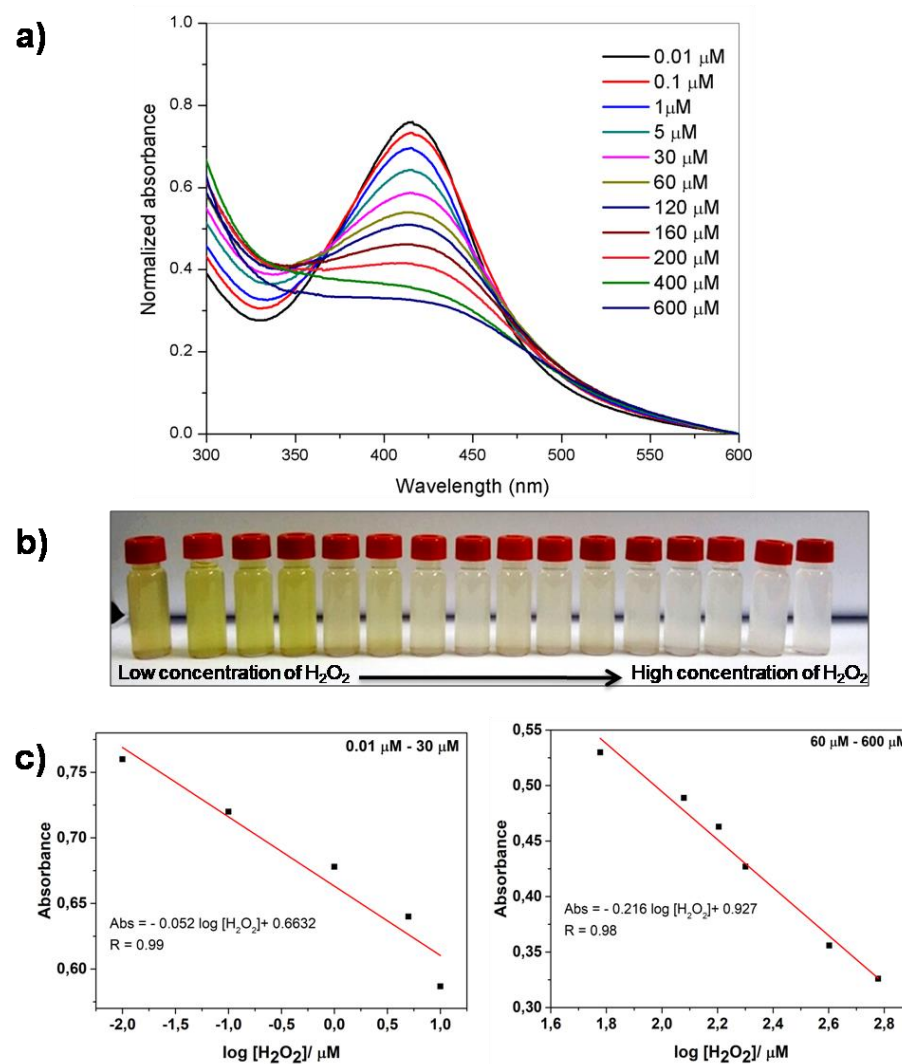 a)
1.0
0.8
0.6
0.4
0.2
0.0
Normalized absorbance
300 350 400 450 500 550 600
Wavelength (nm)
0.01 μM
0.1 μM
1μM
5 μM
30 μM
60 μM
120 μM
160 μM
200 μM
400 μM
600 μM
b)
Low concentration of H₂O₂ High concentration of H₂O₂
c)
0.01 μM - 30 μM
0,75
0,70
0,65
0,60
Absorbance
Abs = - 0.052 log [H₂O₂]+ 0.6632
R = 0.99
-2,0 -1,5 -1,0 -0,5 0,0 0,5 1,0
log [H₂O₂]/ μM
60 μM - 600 μM
0,55
0,50
0,45
0,40
0,35
0,30
Absorbance
Abs = - 0.216 log [H₂O₂]+ 0.927
R = 0.98
1,6 1,8 2,0 2,2 2,4 2,6 2,8
log [H₂O₂]/ μM